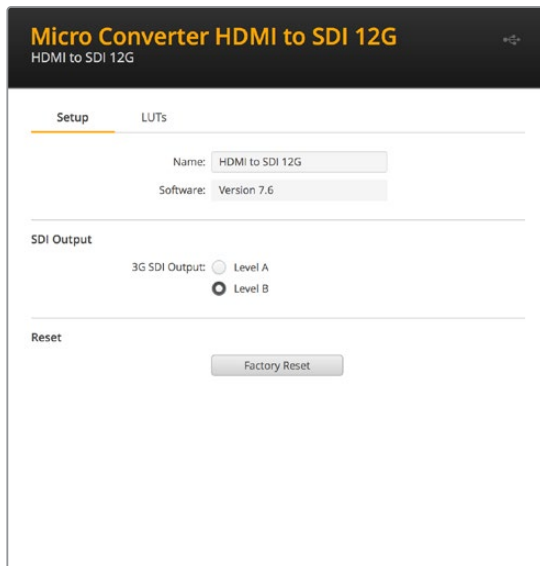 Micro Converter HDMI to SDI 12G
HDMI to SDI 12G
Setup LUTs
Name: HDMI to SDI 12G
Software: Version 7.6
SDI Output
3G SDI Output: Level A
Level B
Reset
Factory Reset